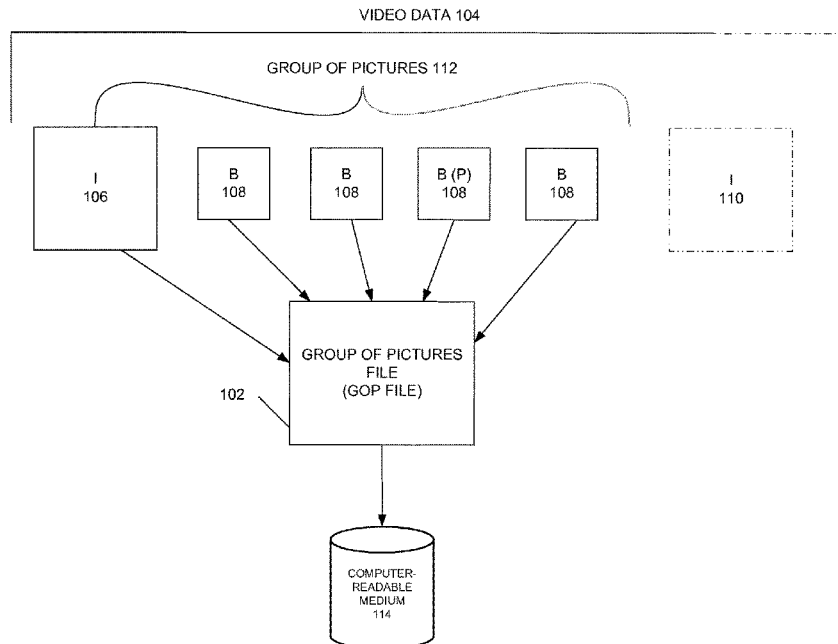 VIDEO DATA 104
GROUP OF PICTURES 112
I
106
B
108
B
108
B (P)
108
B
108
I
110
GROUP OF PICTURES
FILE
(GOP FILE)
102
COMPUTER-
READABLE
MEDIUM
114